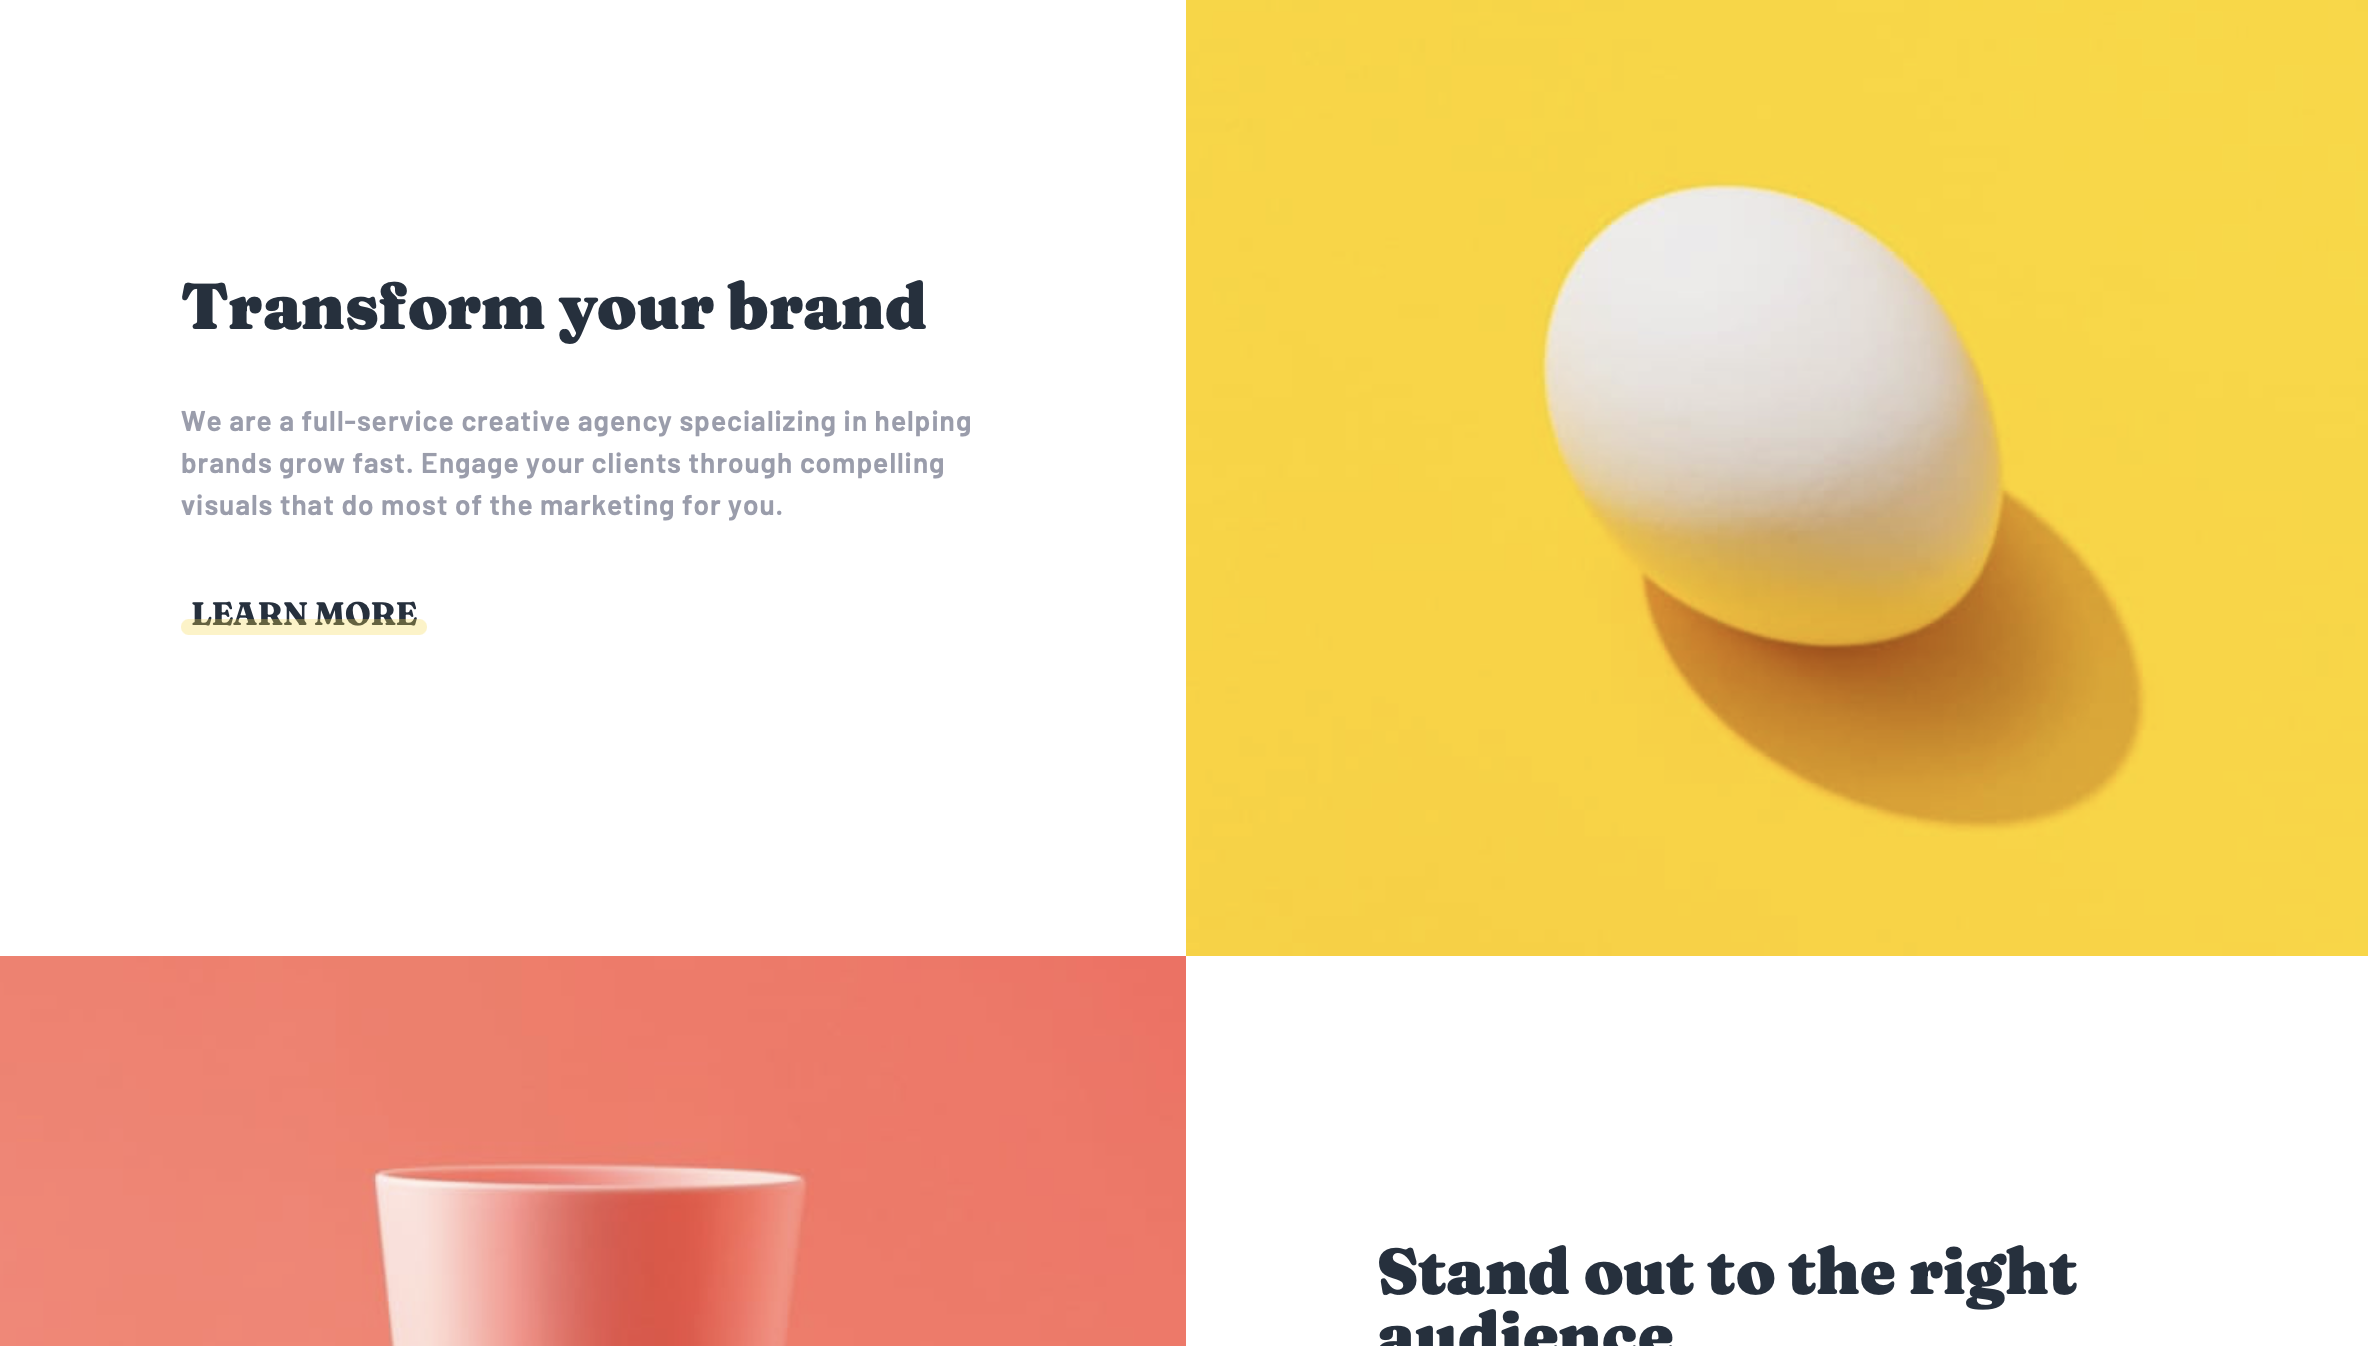 Transform your brand
We are a full-service creative agency specializing in helping
brands grow fast. Engage your clients through compelling
visuals that do most of the marketing for you.
LEARN MORE
Stand out to the right
audience